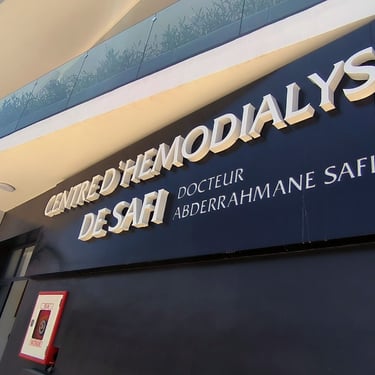 CENTRE D'HEMODIALYS
DE SAFI
DOCTEUR
ABDERRAHMANE SAFI